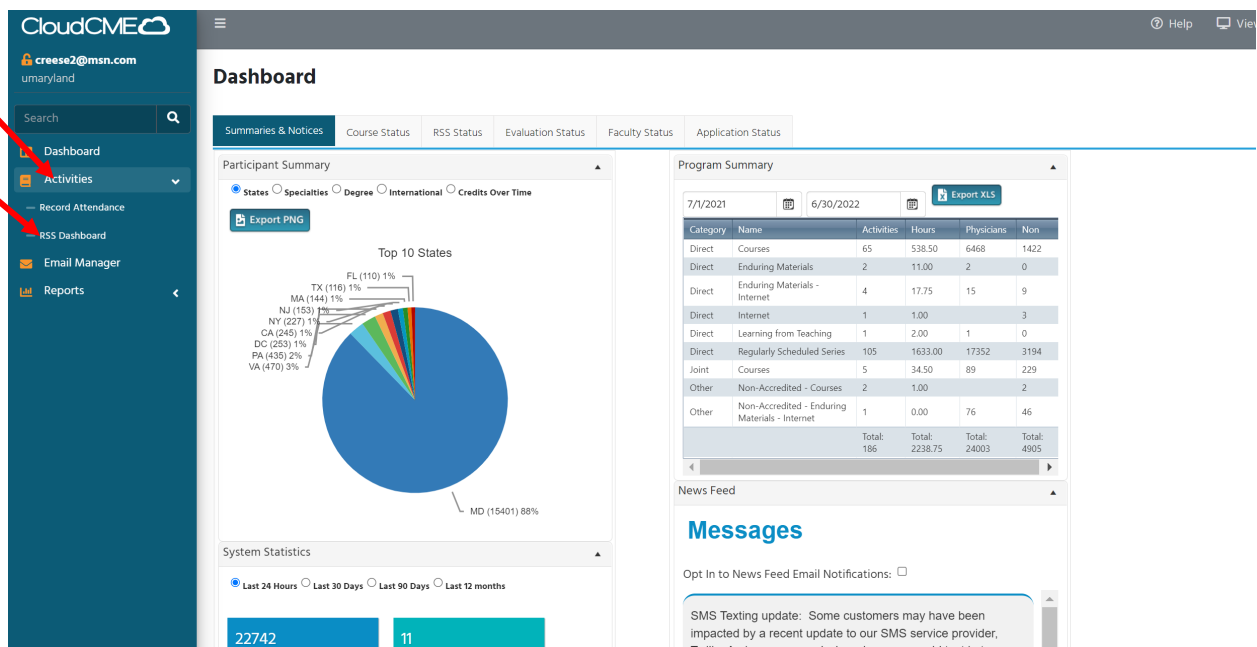 CloudCME
Help
View
creese2@msn.com
umaryland
Search
Dashboard
Activities
Record Attendance
RSS Dashboard
Email Manager
Reports
Dashboard
Summaries & Notices
Course Status
RSS Status
Evaluation Status
Faculty Status
Application Status
Participant Summary
States Specialties Degree International Credits Over Time
Export PNG
Top 10 States
FL (110) 1%
TX (116) 1%
MA (144) 1%
NJ (153) 1%
NY (227) 1%
CA (245) 1%
DC (253) 1%
PA (435) 2%
VA (470) 3%
MD (15401) 88%
System Statistics
Last 24 Hours Last 30 Days Last 90 Days Last 12 months
22742
11
Program Summary
7/1/2021 6/30/2022 Export XLS
Category Name Activities Hours Physicians Non
Direct Courses 65 538.50 6468 1422
Direct Enduring Materials 2 11.00 2 0
Direct Enduring Materials - Internet 4 17.75 15 9
Direct Internet 1 1.00 3
Direct Learning from Teaching 1 2.00 1 0
Direct Regularly Scheduled Series 105 1633.00 17352 3194
Joint Courses 5 34.50 89 229
Other Non-Accredited - Courses 2 1.00 2
Other Non-Accredited - Enduring Materials - Internet 1 0.00 76 46
Total: 186 Total: 2238.75 Total: 24003 Total: 4905
News Feed
Messages
Opt In to News Feed Email Notifications:
SMS Texting update: Some customers may have been
impacted by a recent update to our SMS service provider,